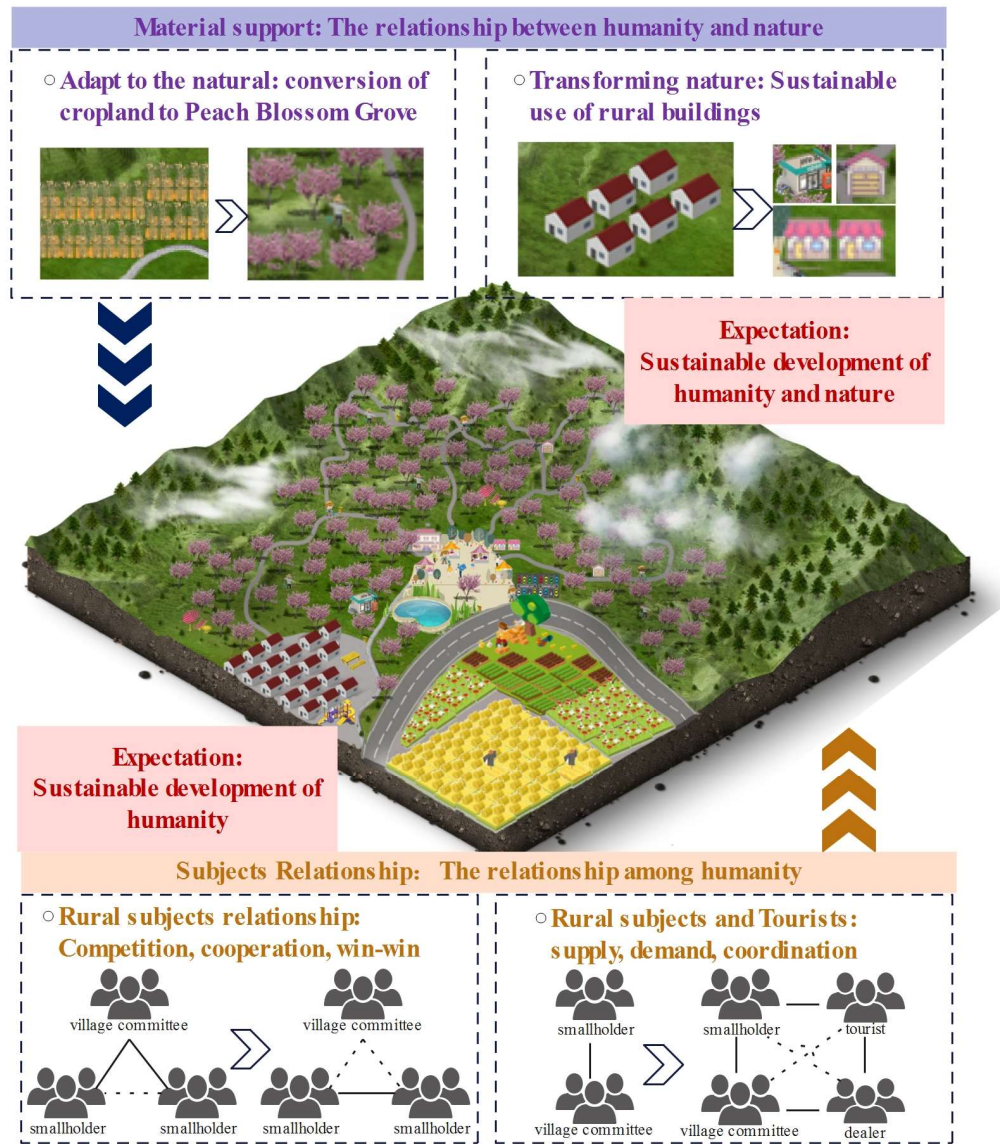 Material support: The relationship between humanity and nature
Adapt to the natural: conversion of
cropland to Peach Blossom Grove
Transforming nature: Sustainable
use of rural buildings
Expectation:
Sustainable development of
humanity and nature
Expectation:
Sustainable development of
humanity
Subjects Relationship: The relationship among humanity
Rural subjects relationship:
Competition, cooperation, win-win
village committee
village committee
smallholder
smallholder
smallholder
smallholder
Rural subjects and Tourists:
supply, demand, coordination
smallholder
smallholder
tourist
village committee
village committee
dealer